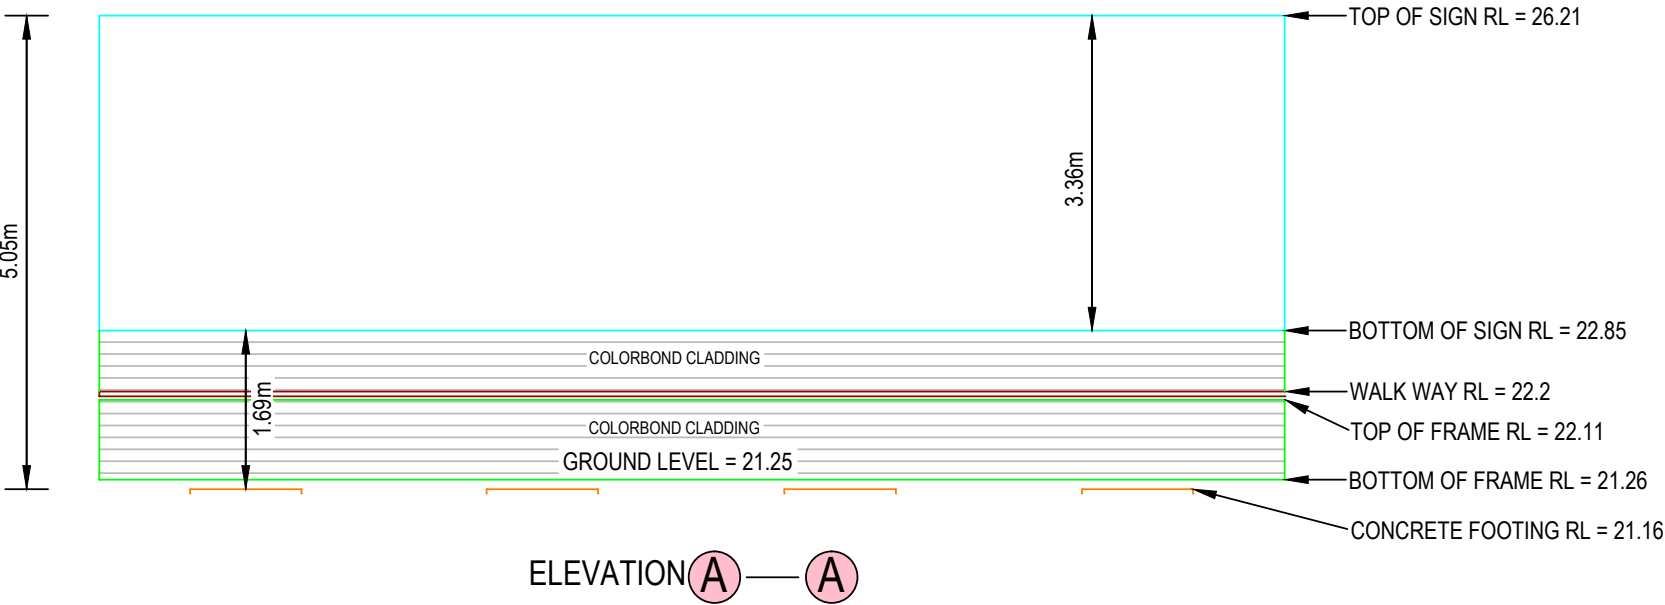 TOP OF SIGN RL = 26.21
3.36m
5.05m
BOTTOM OF SIGN RL = 22.85
COLORBOND CLADDING
WALK WAY RL = 22.2
1.69m
TOP OF FRAME RL = 22.11
COLORBOND CLADDING
GROUND LEVEL = 21.25
BOTTOM OF FRAME RL = 21.26
CONCRETE FOOTING RL = 21.16
ELEVATION A — A